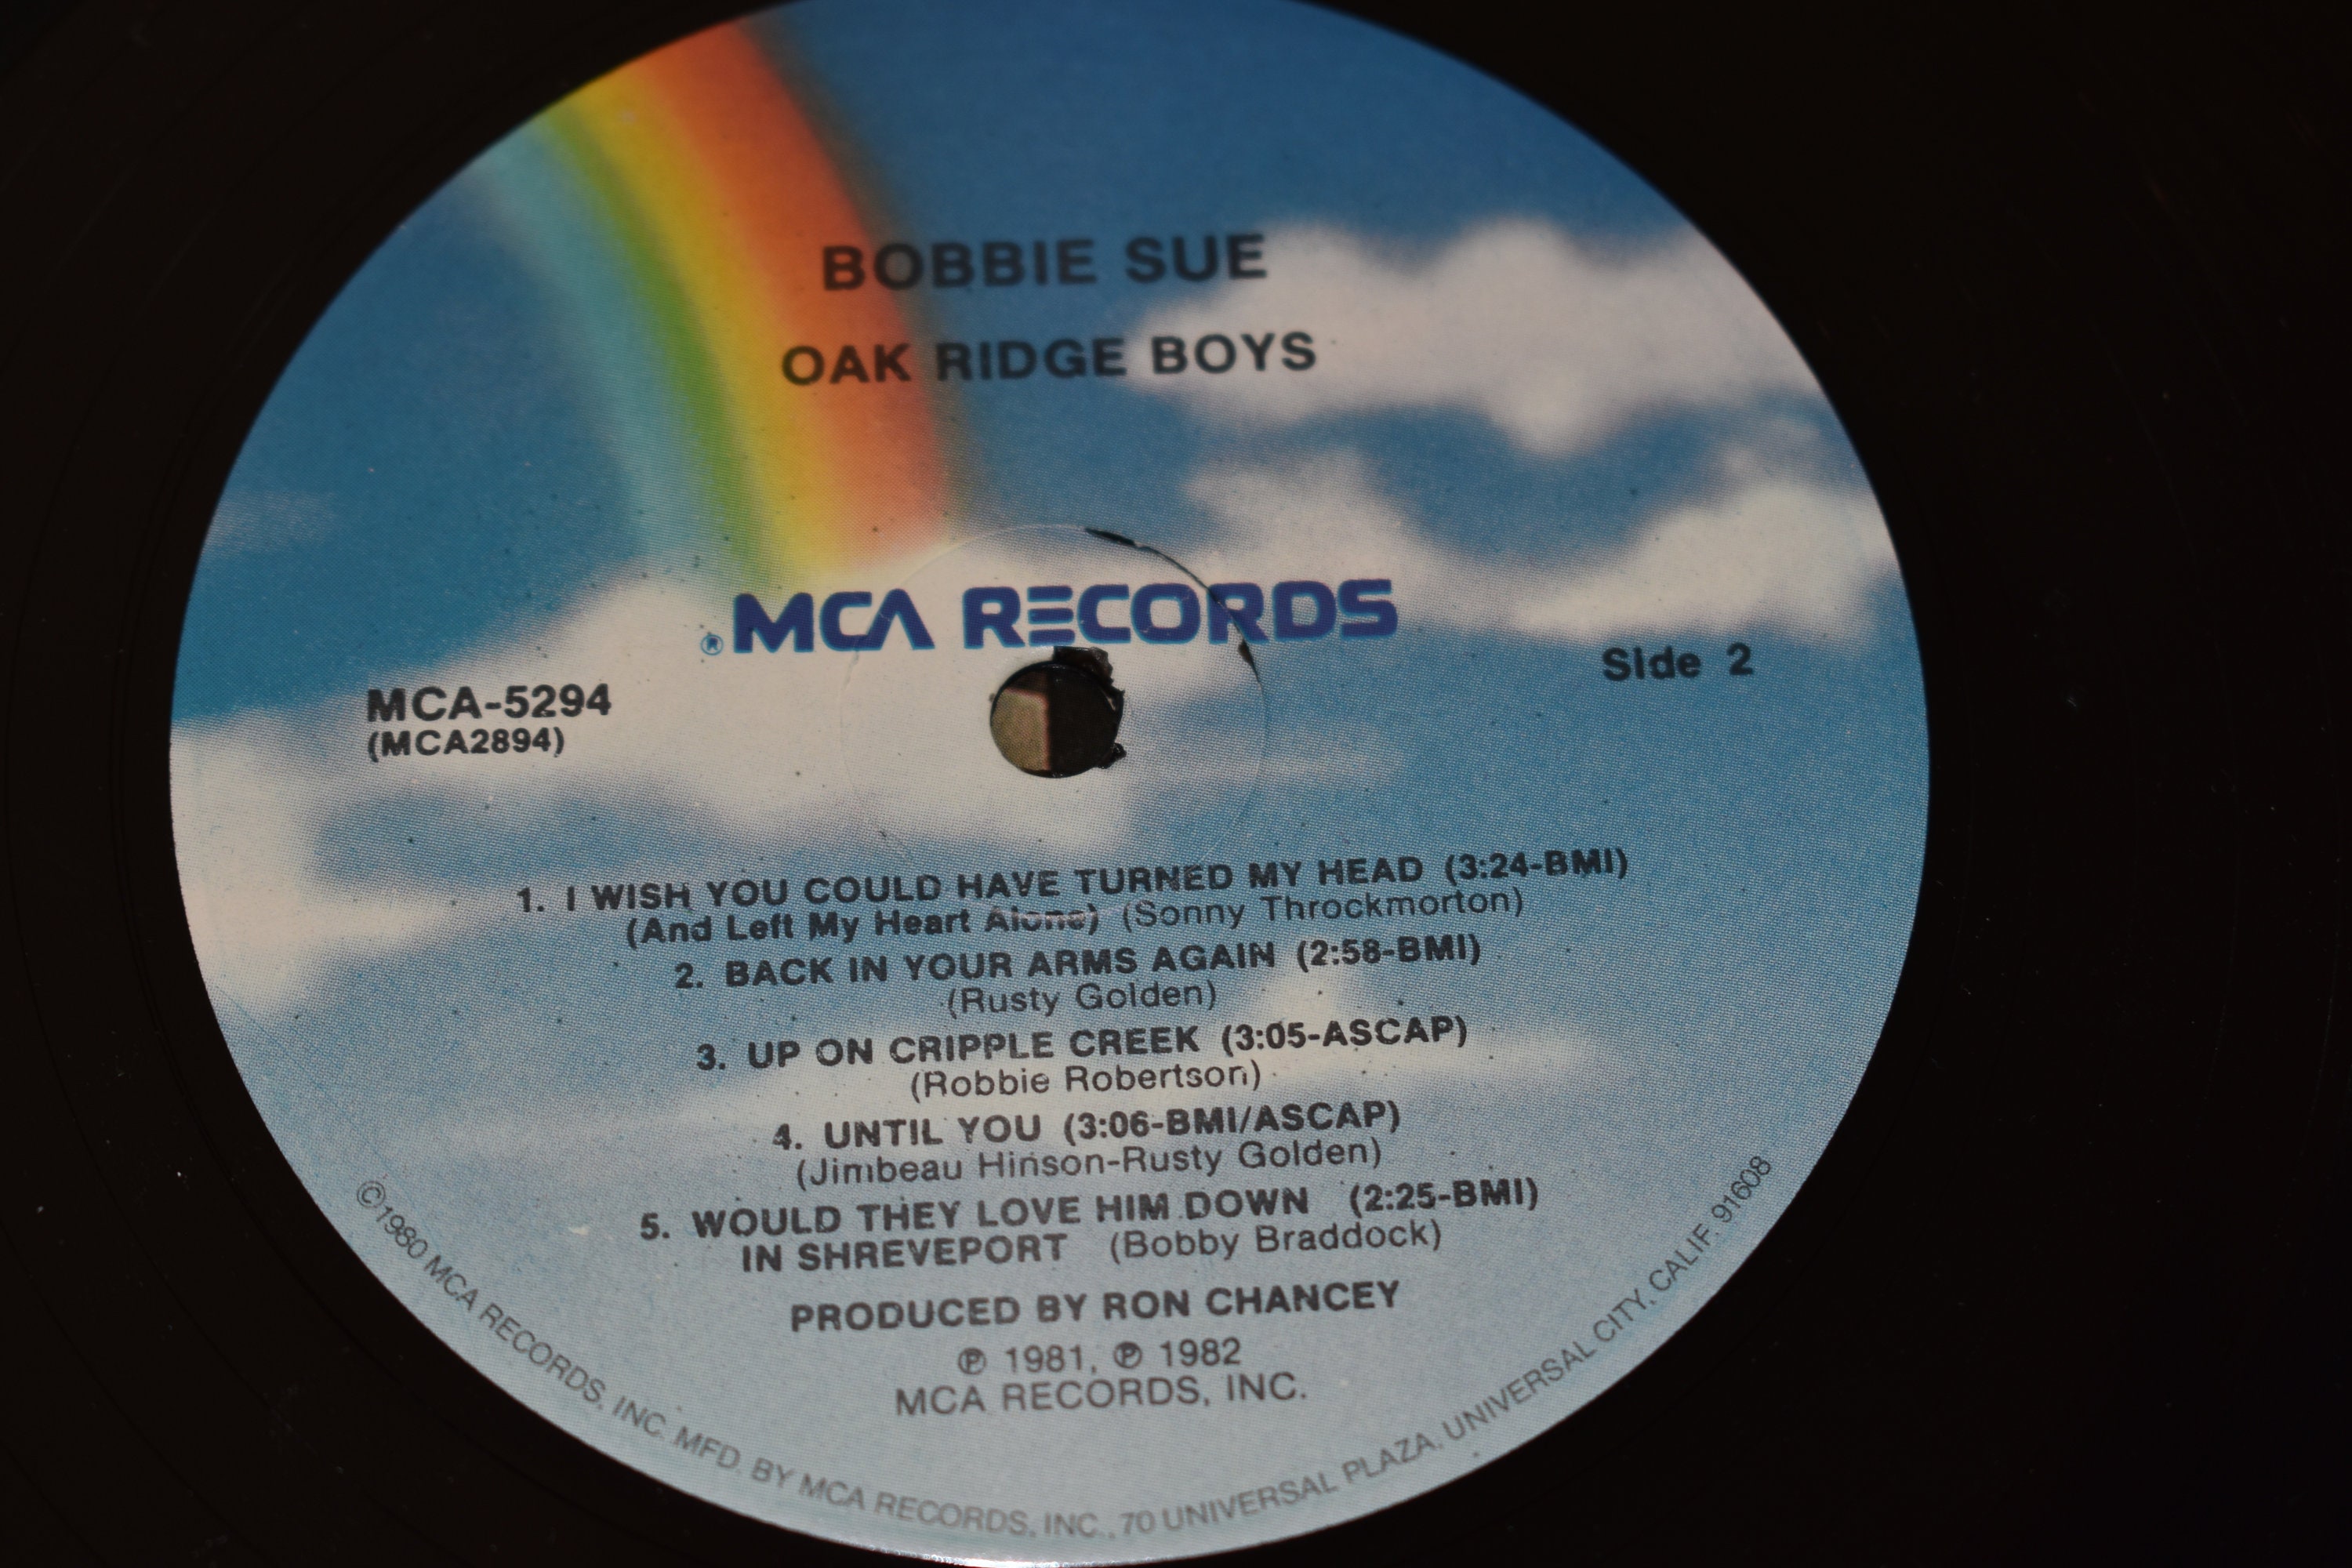 BOBBIE SUE
OAK RIDGE BOYS
® MCA RECORDS
MCA-5294
(MCA2894)
Side 2
1. I WISH YOU COULD HAVE TURNED MY HEAD (3:24-BMI)
(And Left My Heart Alone) (Sonny Throckmorton)
2. BACK IN YOUR ARMS AGAIN (2:58-BMI)
(Rusty Golden)
3. UP ON CRIPPLE CREEK (3:05-ASCAP)
(Robbie Robertson)
4. UNTIL YOU (3:06-BMI/ASCAP)
(Jimbeau Hinson-Rusty Golden)
5. WOULD THEY LOVE HIM DOWN (2:25-BMI)
IN SHREVEPORT (Bobby Braddock)
PRODUCED BY RON CHANCEY
℗ 1981, ℗ 1982
MCA RECORDS, INC.
©1980 MCA RECORDS, INC. MFD. BY MCA RECORDS, INC., 70 UNIVERSAL PLAZA, UNIVERSAL CITY, CALIF. 91608